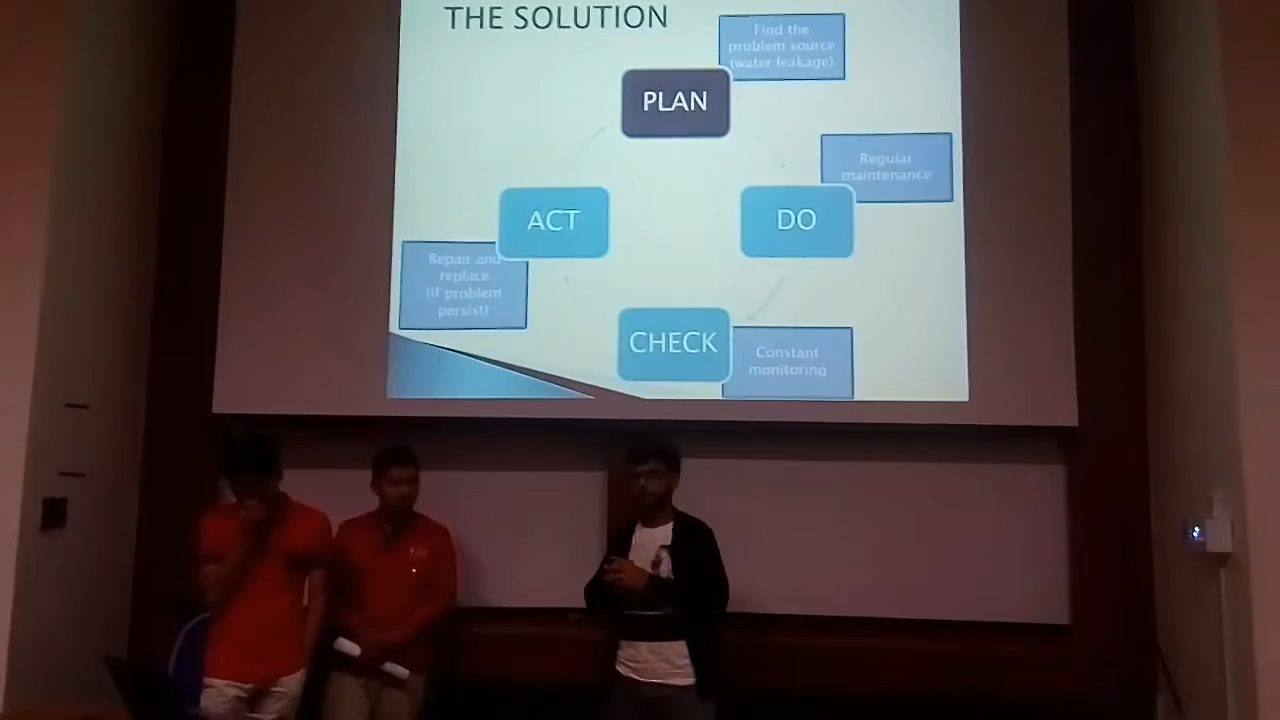 THE SOLUTION
Find the
problem source
(water leakage)
PLAN
Regular
maintenance
ACT
DO
Repair and
replace
(if problem
persist)
CHECK
Constant
monitoring